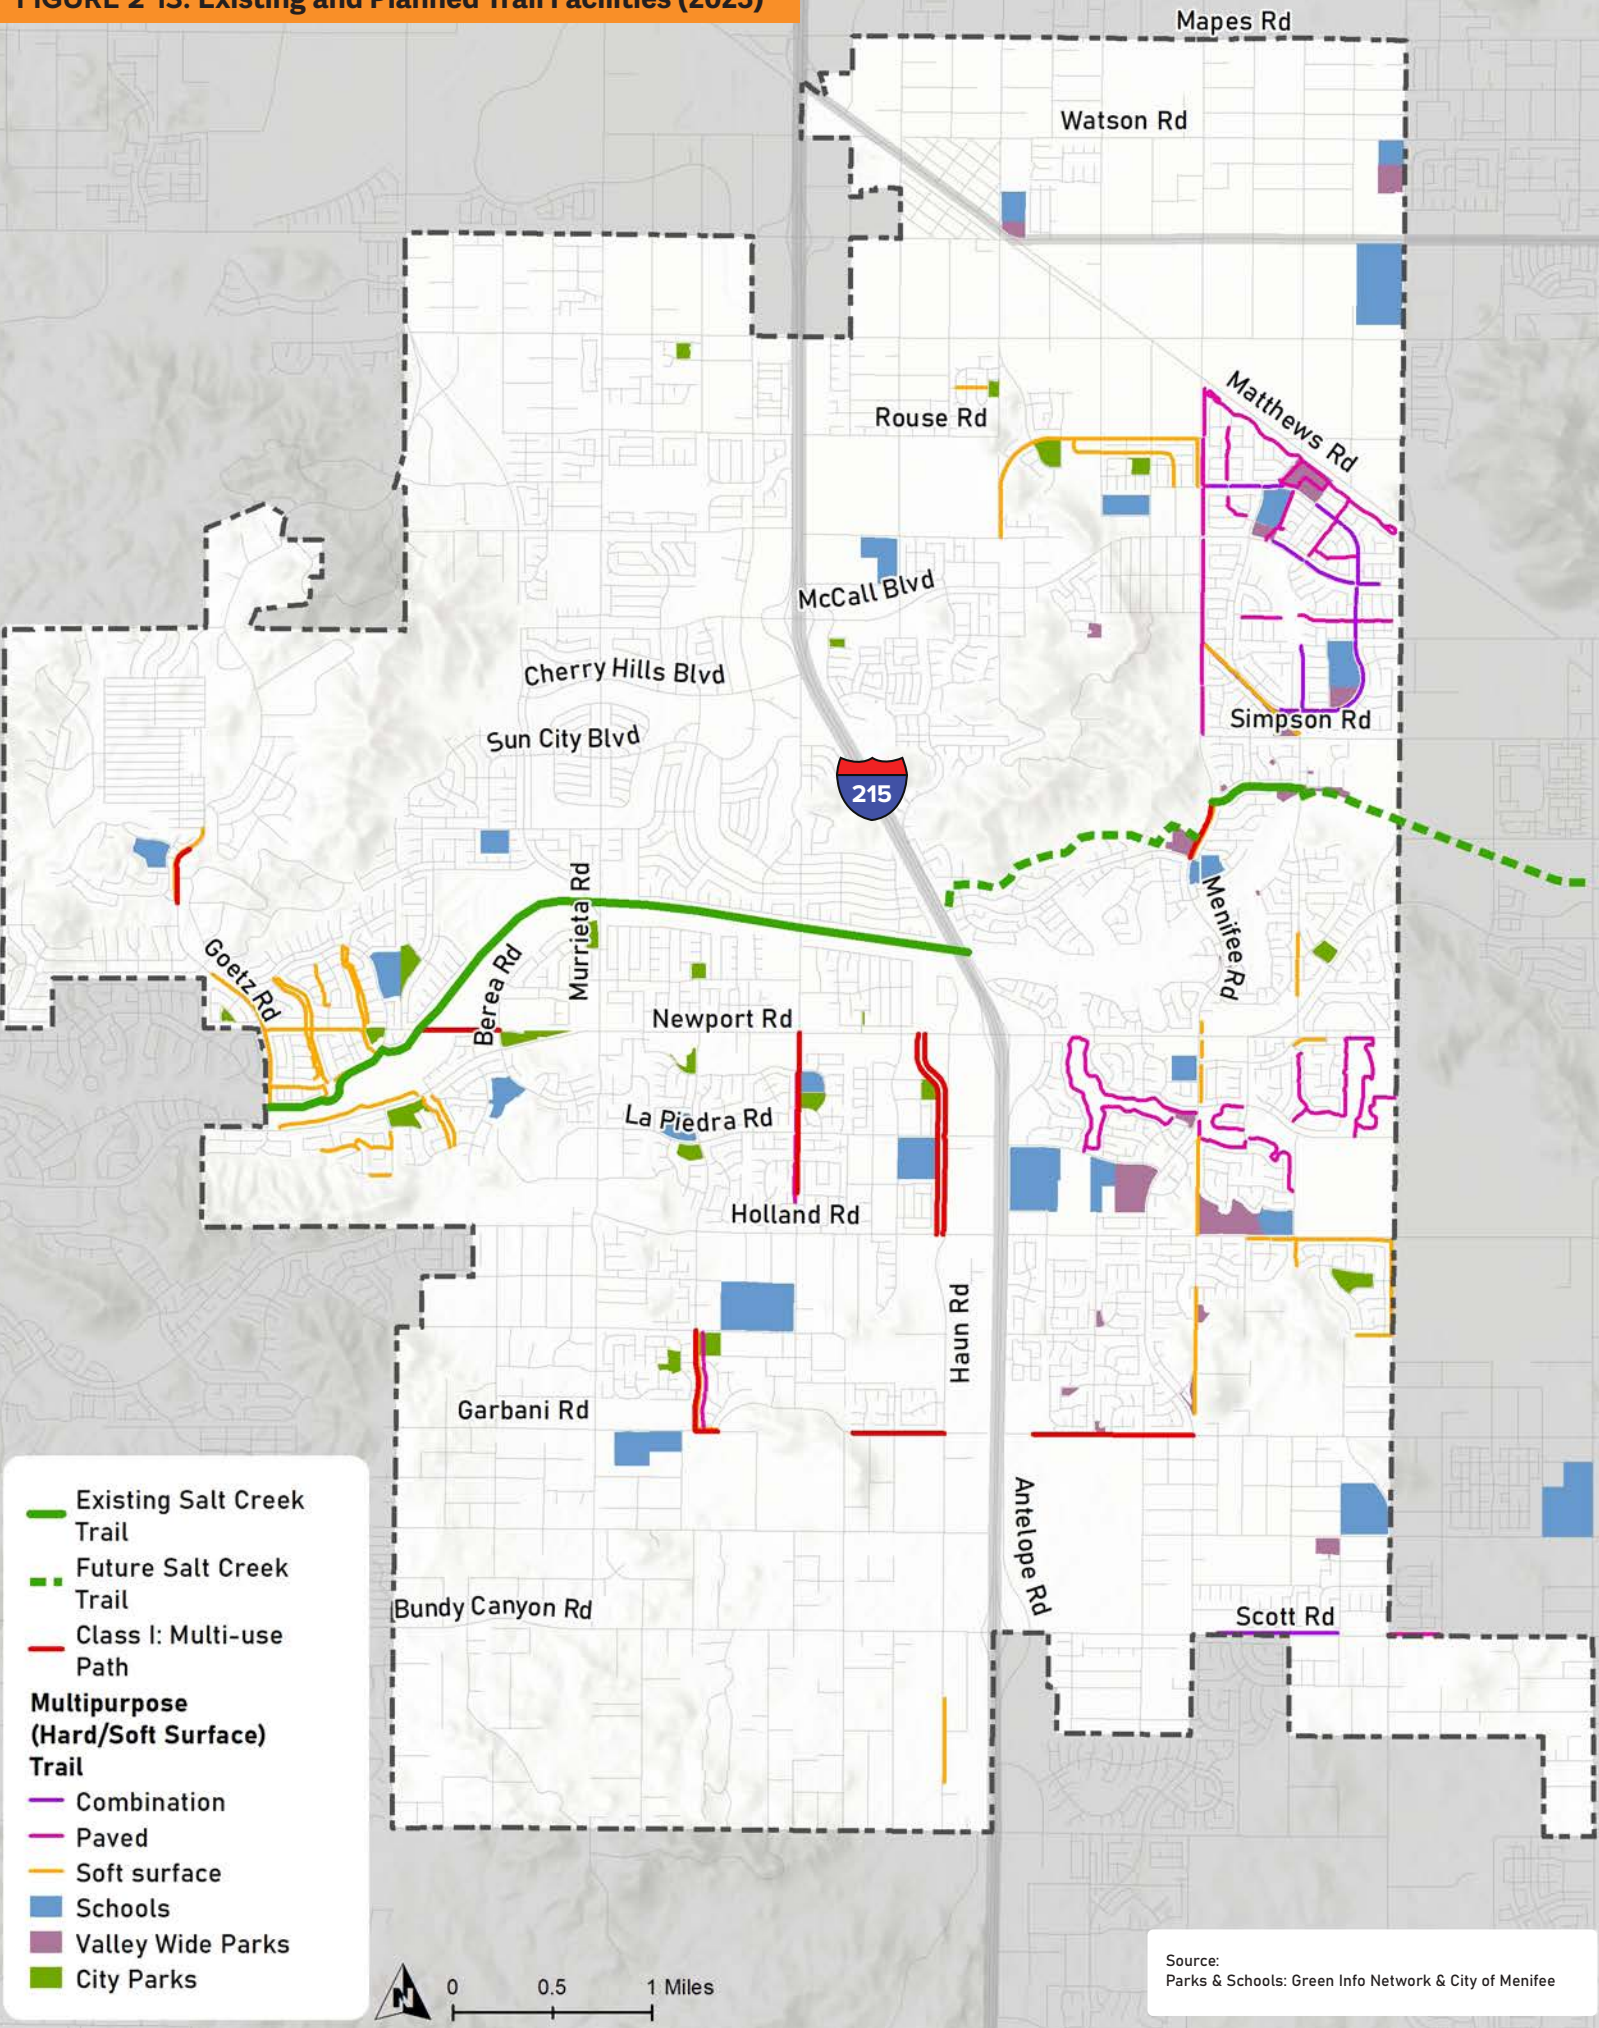 FIGURE 2-13: Existing and Planned Trail Facilities (2023)
Mapes Rd
Watson Rd
Matthews Rd
Rouse Rd
McCall Blvd
Cherry Hills Blvd
Simpson Rd
Sun City Blvd
215
Murrieta Rd
Menifee Rd
Goetz Rd
Berea Rd
Newport Rd
La Piedra Rd
Holland Rd
Haun Rd
Garbani Rd
Antelope Rd
Bundy Canyon Rd
Scott Rd
Existing Salt Creek
Trail
Future Salt Creek
Trail
Class I: Multi-use
Path
Multipurpose
(Hard/Soft Surface)
Trail
Combination
Paved
Soft surface
Schools
Valley Wide Parks
City Parks
N
0 0.5 1 Miles
Source:
Parks & Schools: Green Info Network & City of Menifee